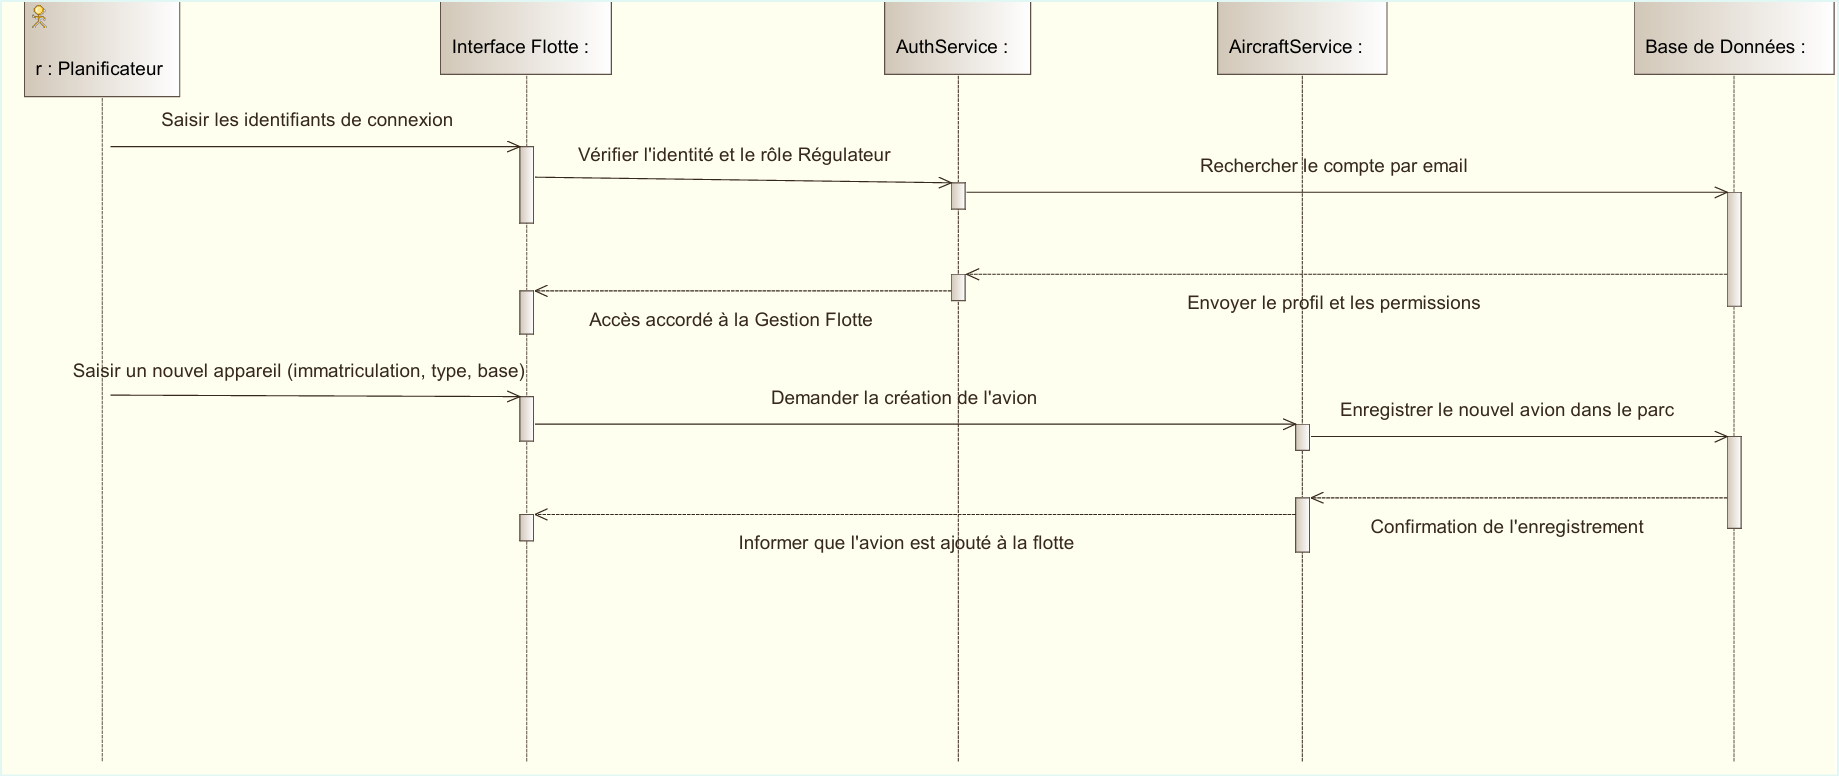 r : Planificateur
Interface Flotte :
AuthService :
AircraftService :
Base de Données :
Saisir les identifiants de connexion
Vérifier l'identité et le rôle Régulateur
Rechercher le compte par email
Envoyer le profil et les permissions
Accès accordé à la Gestion Flotte
Saisir un nouvel appareil (immatriculation, type, base)
Demander la création de l'avion
Enregistrer le nouvel avion dans le parc
Confirmation de l'enregistrement
Informer que l'avion est ajouté à la flotte